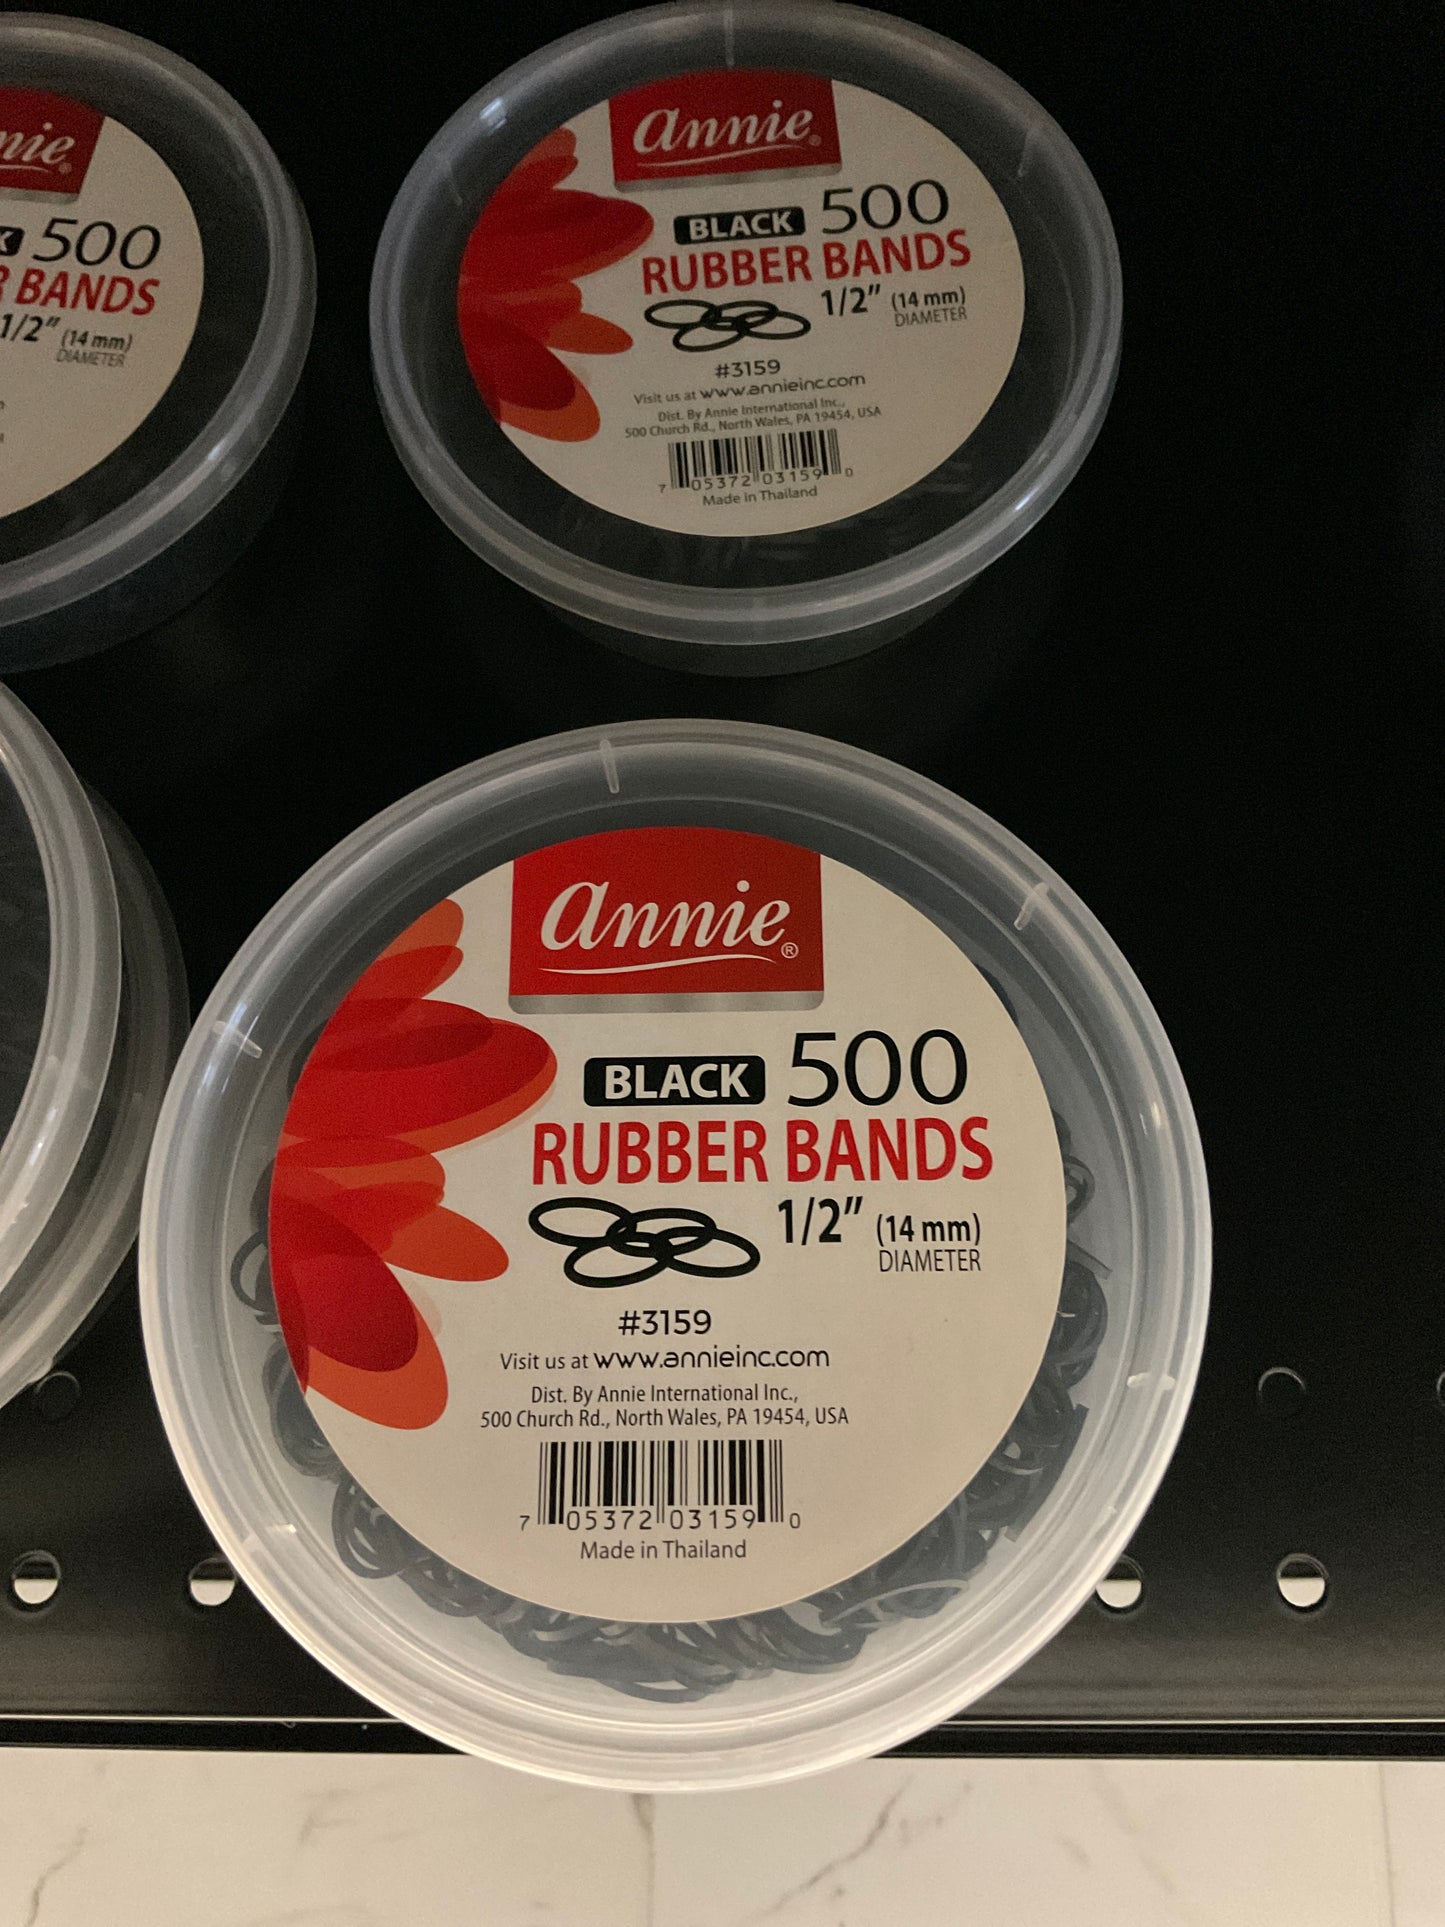 nie®
K 500
R BANDS
1/2" (14 mm)
DIAMETER
annie®
BLACK 500
RUBBER BANDS
1/2" (14 mm)
DIAMETER
#3159
Visit us at www.annieinc.com
Dist. By Annie International Inc.,
500 Church Rd., North Wales, PA 19454, USA
7 05372 03159 0
Made in Thailand
annie®
BLACK 500
RUBBER BANDS
1/2" (14 mm)
DIAMETER
#3159
Visit us at www.annieinc.com
Dist. By Annie International Inc.,
500 Church Rd., North Wales, PA 19454, USA
7 05372 03159 0
Made in Thailand